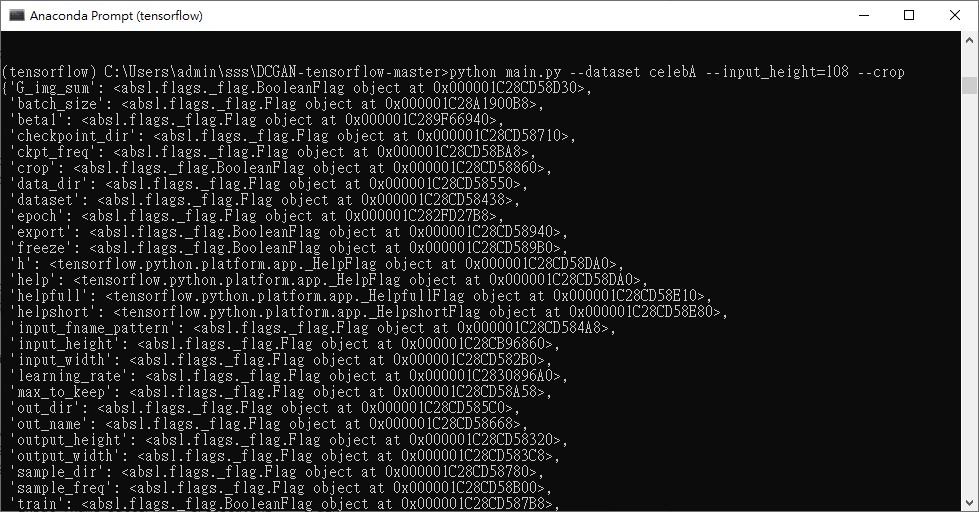 Anaconda Prompt (tensorflow)
(tensorflow) C:\Users\admin\sss\DCGAN-tensorflow-master>python main.py --dataset celebA --input_height=108 --crop
{'G_img_sum': <absl.flags._flag.BooleanFlag object at 0x000001C28CD58D30>,
 'batch_size': <absl.flags._flag.Flag object at 0x000001C28A1900B8>,
 'beta1': <absl.flags._flag.Flag object at 0x000001C289F66940>,
 'checkpoint_dir': <absl.flags._flag.Flag object at 0x000001C28CD58710>,
 'ckpt_freq': <absl.flags._flag.Flag object at 0x000001C28CD58BA8>,
 'crop': <absl.flags._flag.BooleanFlag object at 0x000001C28CD58860>,
 'data_dir': <absl.flags._flag.Flag object at 0x000001C28CD58550>,
 'dataset': <absl.flags._flag.Flag object at 0x000001C28CD58438>,
 'epoch': <absl.flags._flag.Flag object at 0x000001C282FD27B8>,
 'export': <absl.flags._flag.BooleanFlag object at 0x000001C28CD58940>,
 'freeze': <absl.flags._flag.BooleanFlag object at 0x000001C28CD589B0>,
 'h': <tensorflow.python.platform.app._HelpFlag object at 0x000001C28CD58DA0>,
 'help': <tensorflow.python.platform.app._HelpFlag object at 0x000001C28CD58DA0>,
 'helpfull': <tensorflow.python.platform.app._HelpfullFlag object at 0x000001C28CD58E10>,
 'helpshort': <tensorflow.python.platform.app._HelpshortFlag object at 0x000001C28CD58E80>,
 'input_fname_pattern': <absl.flags._flag.Flag object at 0x000001C28CD584A8>,
 'input_height': <absl.flags._flag.Flag object at 0x000001C28CB96860>,
 'input_width': <absl.flags._flag.Flag object at 0x000001C28CD582B0>,
 'learning_rate': <absl.flags._flag.Flag object at 0x000001C2830896A0>,
 'max_to_keep': <absl.flags._flag.Flag object at 0x000001C28CD58A58>,
 'out_dir': <absl.flags._flag.Flag object at 0x000001C28CD585C0>,
 'out_name': <absl.flags._flag.Flag object at 0x000001C28CD58668>,
 'output_height': <absl.flags._flag.Flag object at 0x000001C28CD58320>,
 'output_width': <absl.flags._flag.Flag object at 0x000001C28CD583C8>,
 'sample_dir': <absl.flags._flag.Flag object at 0x000001C28CD58780>,
 'sample_freq': <absl.flags._flag.Flag object at 0x000001C28CD58B00>,
 'train': <absl.flags._flag.BooleanFlag object at 0x000001C28CD587B8>,